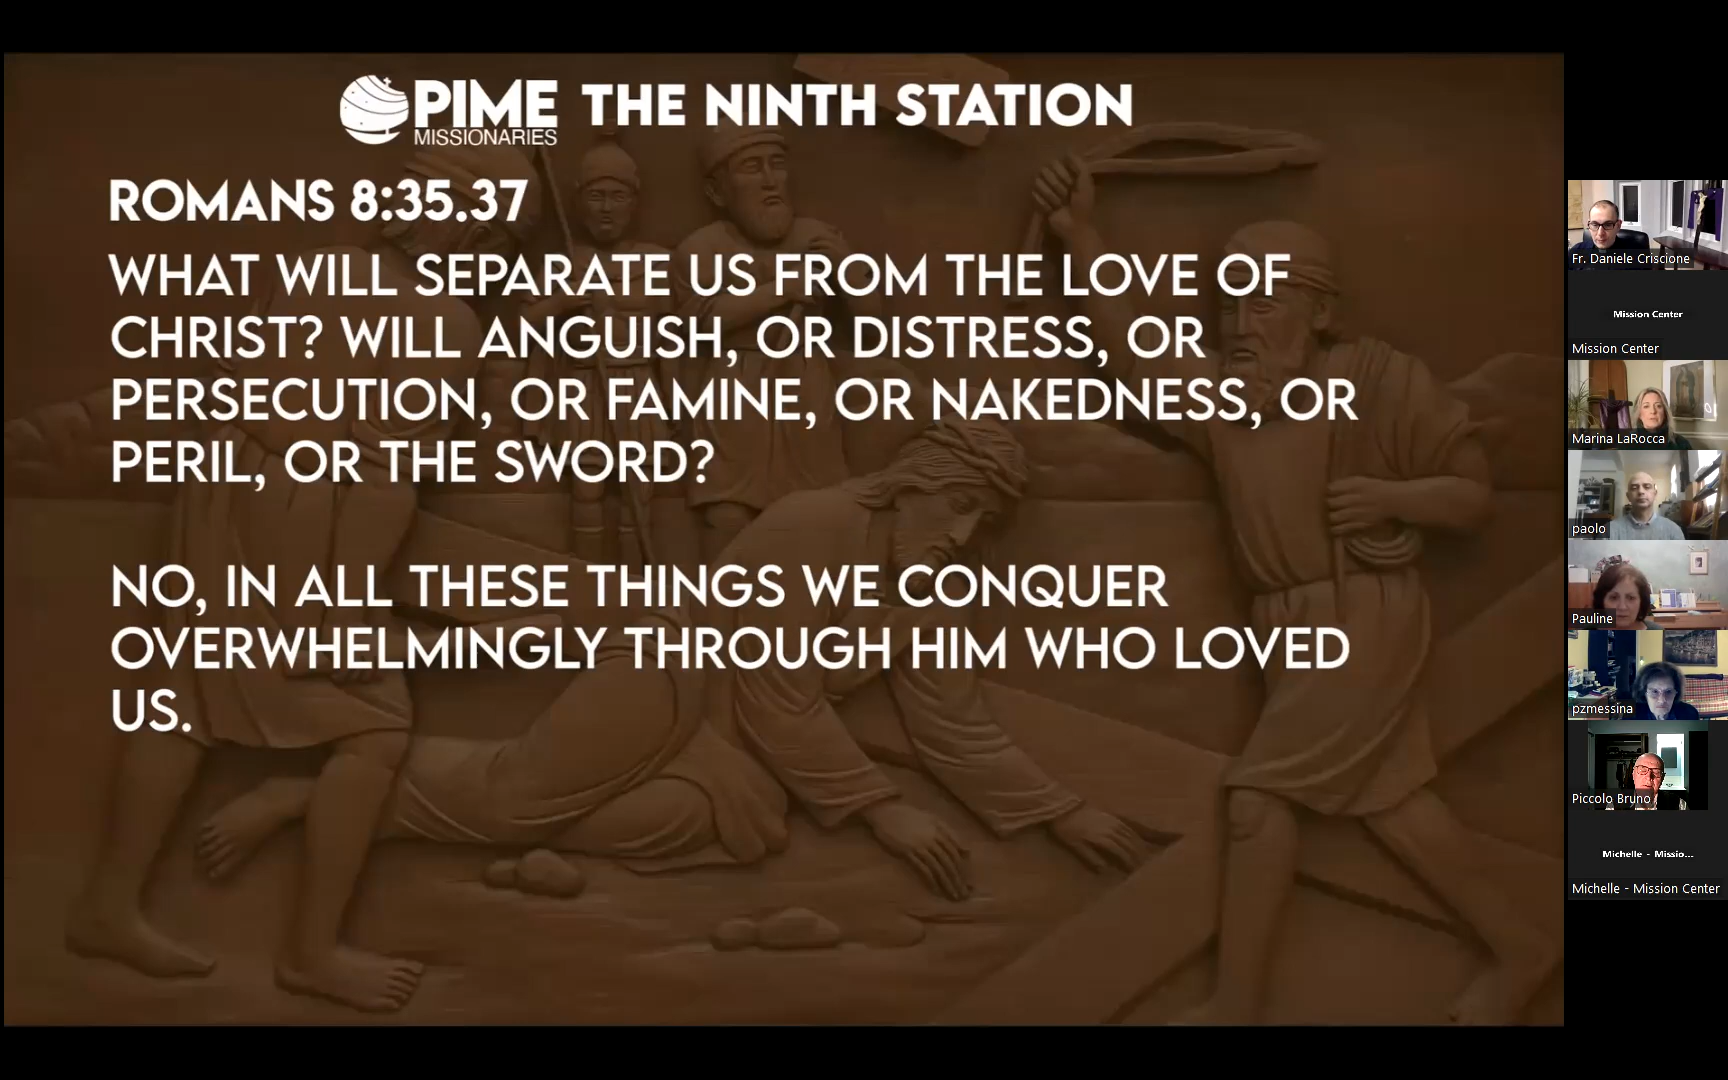 PIME
MISSIONARIES
THE NINTH STATION
ROMANS 8:35.37
WHAT WILL SEPARATE US FROM THE LOVE OF
CHRIST? WILL ANGUISH, OR DISTRESS, OR
PERSECUTION, OR FAMINE, OR NAKEDNESS, OR
PERIL, OR THE SWORD?
NO, IN ALL THESE THINGS WE CONQUER
OVERWHELMINGLY THROUGH HIM WHO LOVED
US.
Fr. Daniele Criscione
Mission Center
Mission Center
Marina LaRocca
paolo
Pauline
pzmessina
Piccolo Bruno
Michelle - Missio...
Michelle - Mission Center